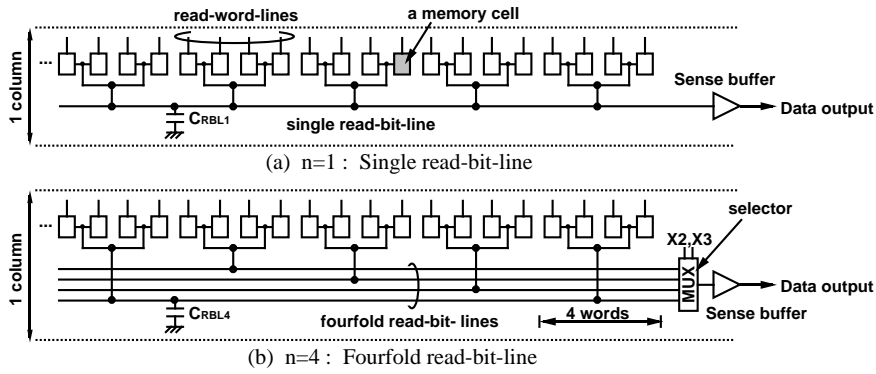 read-word-lines
a memory cell
...
1 column
Sense buffer
Data output
CRBL1
single read-bit-line
(a) n=1 : Single read-bit-line
selector
...
1 column
X2,X3
MUX
Data output
CRBL4
fourfold read-bit- lines
4 words
Sense buffer
(b) n=4 : Fourfold read-bit-line